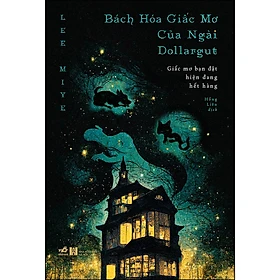 LEE MIYE
Bách Hóa Giấc Mơ
Của Ngài
Dollargut
Giấc mơ bạn đặt
hiện đang
hết hàng
Hồng
Liên
dịch